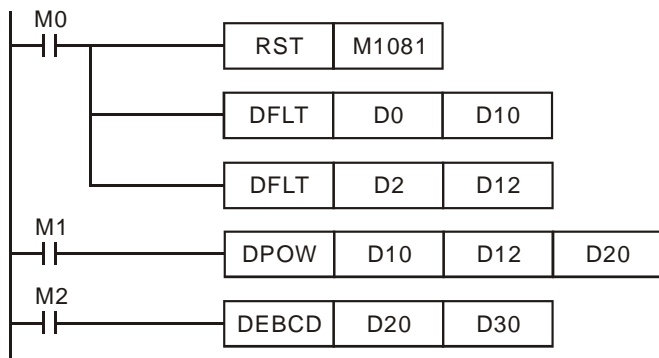 M0
RST M1081
DFLT D0 D10
DFLT D2 D12
M1
DPOW D10 D12 D20
M2
DEBCD D20 D30